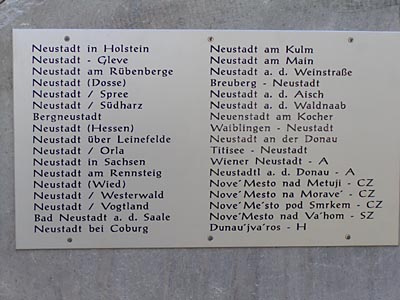 Neustadt in Holstein
Neustadt - Gleve
Neustadt am Rübenberge
Neustadt (Dosse)
Neustadt / Spree
Neustadt / Südharz
Bergneustadt
Neustadt (Hessen)
Neustadt über Leinefelde
Neustadt / Orla
Neustadt in Sachsen
Neustadt am Rennsteig
Neustadt (Wied)
Neustadt / Westerwald
Neustadt / Vogtland
Bad Neustadt a. d. Saale
Neustadt bei Coburg
Neustadt am Kulm
Neustadt am Main
Neustadt a. d. Weinstraße
Breuberg - Neustadt
Neustadt a. d. Aisch
Neustadt a. d. Waldnaab
Neuenstadt am Kocher
Waiblingen - Neustadt
Neustadt an der Donau
Titisee - Neustadt
Wiener Neustadt - A
Neustadtl a. d. Donau - A
Nove´Mesto nad Metuji - CZ
Nove´Mesto na Morave´ - CZ
Nove´Me´sto pod Smrkem - CZ
Nove´Mesto nad Va´hom - SZ
Dunau´jva´ros - H